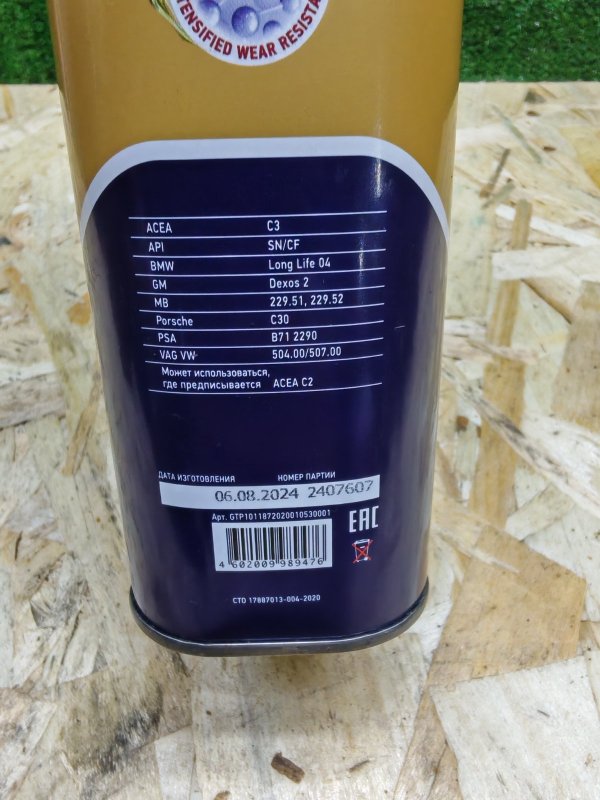 INTENSIFIED WEAR RESISTA
ACEA C3
API SN/CF
BMW Long Life 04
GM Dexos 2
MB 229.51, 229.52
Porsche C30
PSA B71 2290
VAG VW 504.00/507.00
Может использоваться,
где предписывается ACEA C2
ДАТА ИЗГОТОВЛЕНИЯ НОМЕР ПАРТИИ
06.08.2024 2407607
Арт. GTP1011872020010530001
EAC
4 602009 989476
СТО 17887013-004-2020